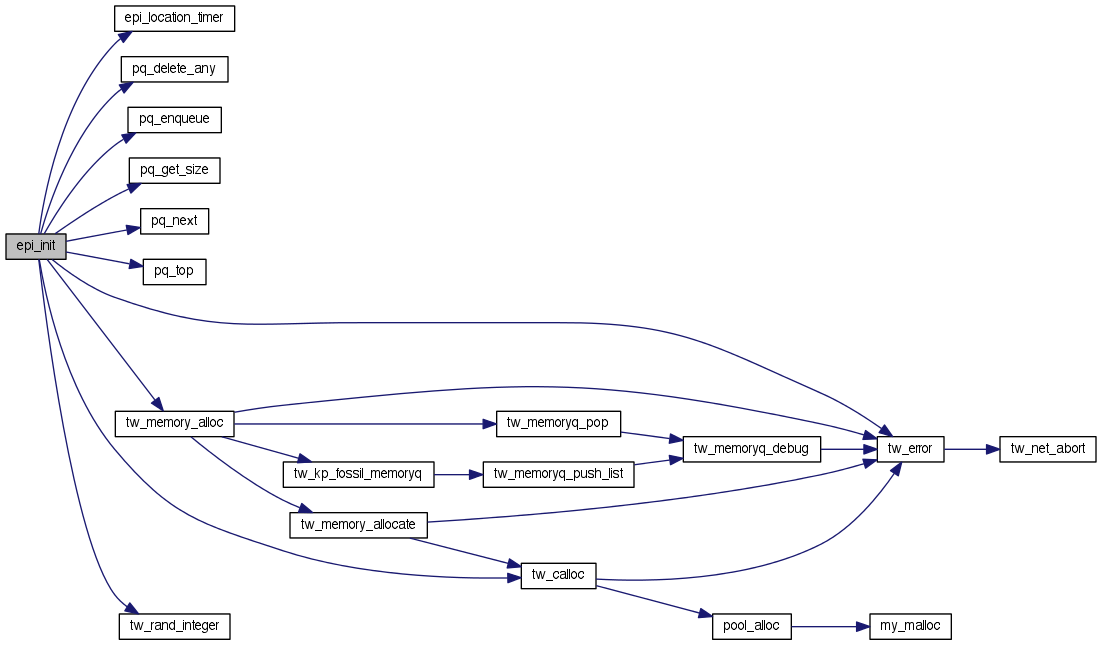 epi_location_timer
pq_delete_any
pq_enqueue
pq_get_size
pq_next
epi_init
pq_top
tw_memory_alloc
tw_memoryq_pop
tw_memoryq_debug
tw_error
tw_net_abort
tw_kp_fossil_memoryq
tw_memoryq_push_list
tw_memory_allocate
tw_calloc
tw_rand_integer
pool_alloc
my_malloc